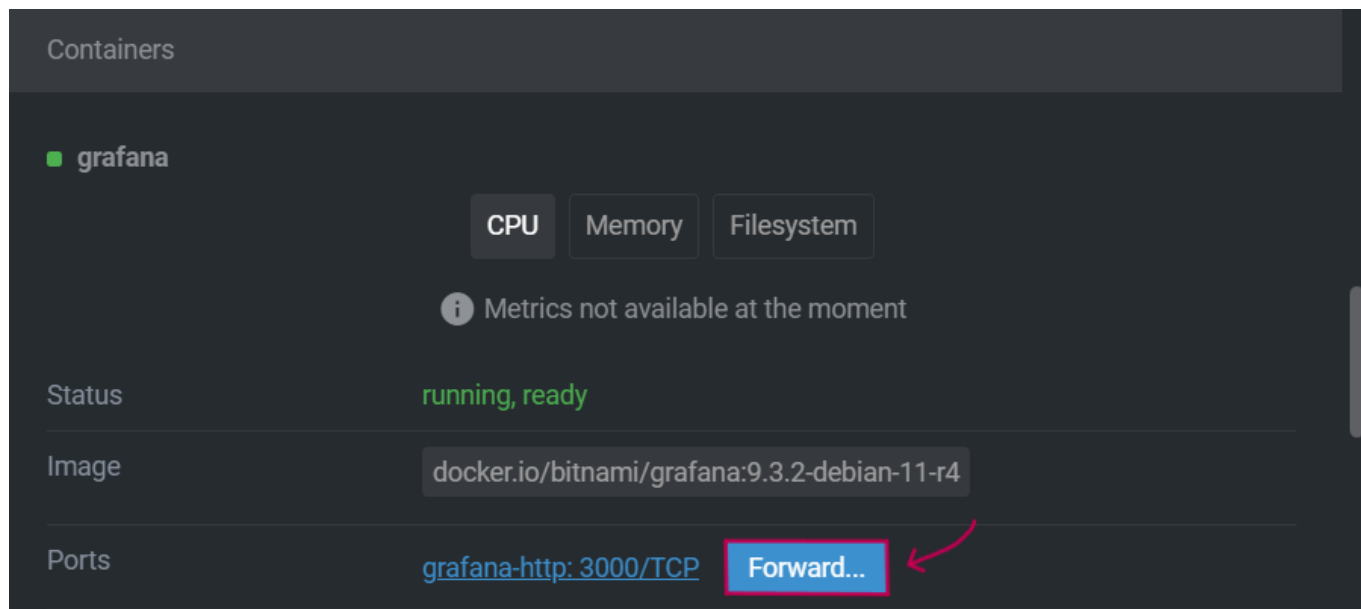 Containers
grafana
CPU Memory Filesystem
Metrics not available at the moment
Status running, ready
Image docker.io/bitnami/grafana:9.3.2-debian-11-r4
Ports grafana-http: 3000/TCP Forward...